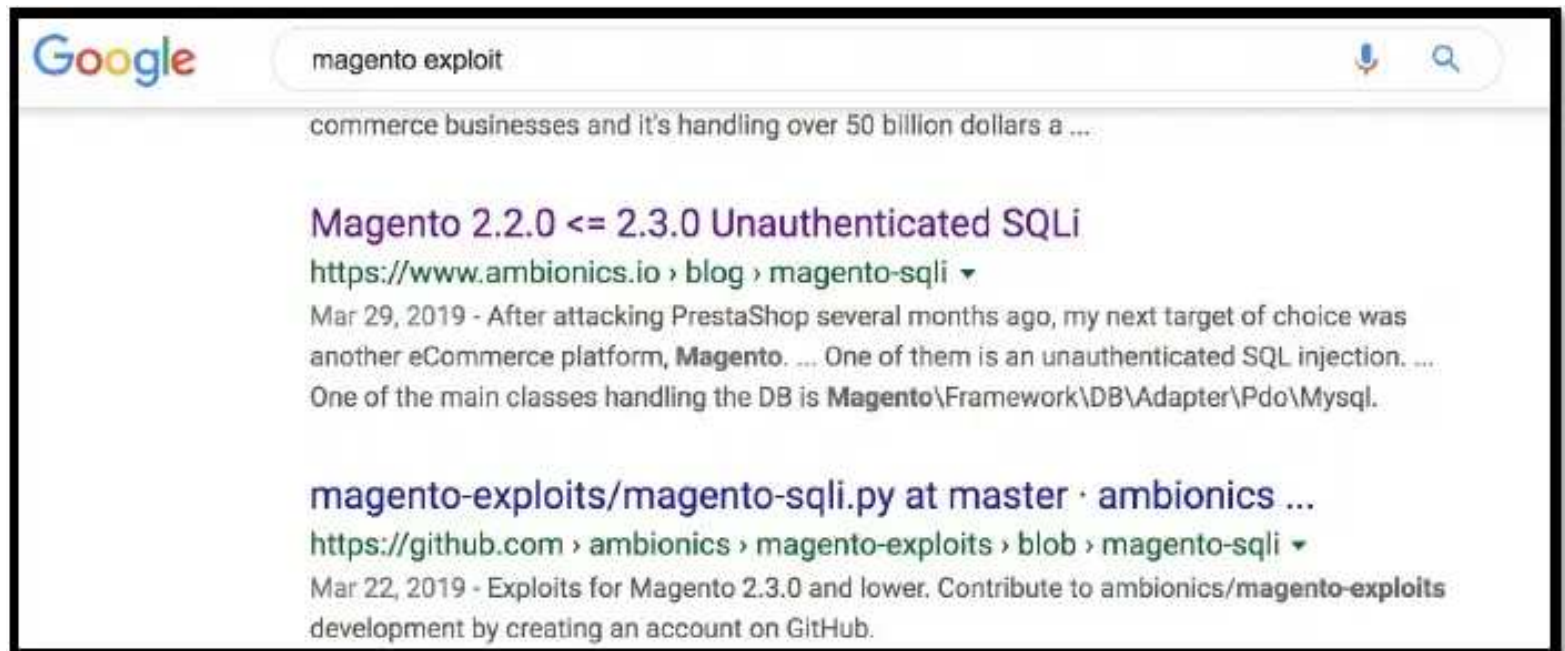 Google
magento exploit
commerce businesses and it's handling over 50 billion dollars a ...
Magento 2.2.0 <= 2.3.0 Unauthenticated SQLi
https://www.ambionics.io › blog › magento-sqli
Mar 29, 2019 - After attacking PrestaShop several months ago, my next target of choice was
another eCommerce platform, Magento. ... One of them is an unauthenticated SQL injection. ...
One of the main classes handling the DB is Magento\Framework\DB\Adapter\Pdo\Mysql.
magento-exploits/magento-sqli.py at master · ambionics ...
https://github.com › ambionics › magento-exploits › blob › magento-sqli
Mar 22, 2019 - Exploits for Magento 2.3.0 and lower. Contribute to ambionics/magento-exploits
development by creating an account on GitHub.